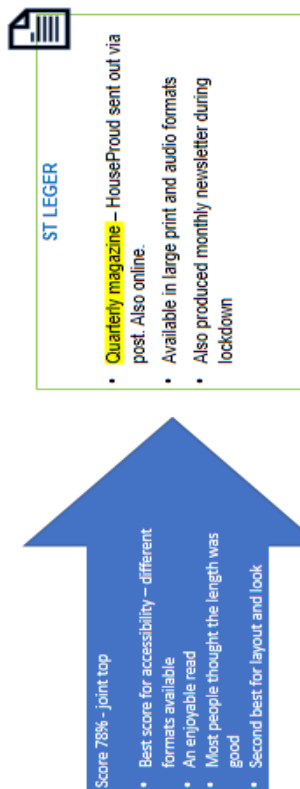 Score 78% - joint top
• Best score for accessibility – different
formats available
• An enjoyable read
• Most people thought the length was
good
• Second best for layout and look
ST LEGER
• Quarterly magazine – HouseProud sent out via
post. Also online.
• Available in large print and audio formats
• Also produced monthly newsletter during
lockdown